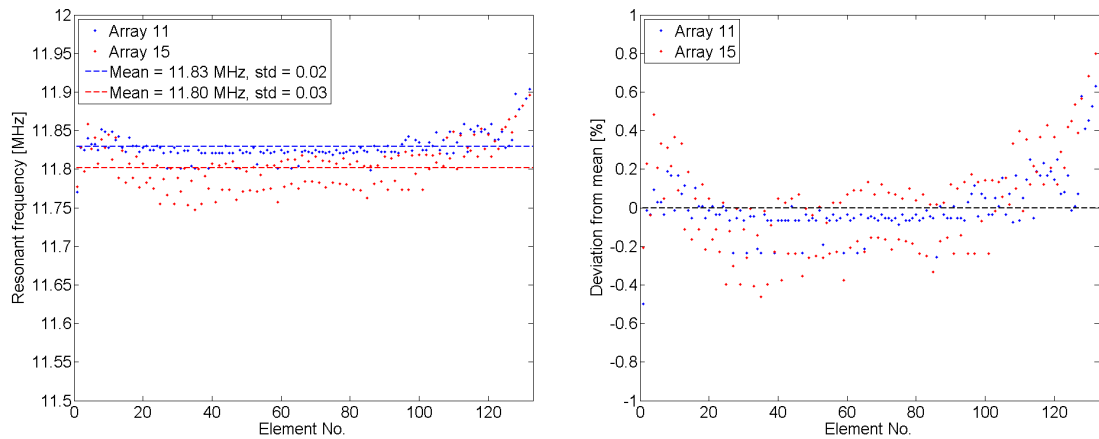 12
11.95
11.9
11.85
11.8
11.75
11.7
11.65
11.6
11.55
11.5
Resonant frequency [MHz]
Array 11
Array 15
Mean = 11.83 MHz, std = 0.02
Mean = 11.80 MHz, std = 0.03
0 20 40 60 80 100 120
Element No.
1
0.8
0.6
0.4
0.2
0
-0.2
-0.4
-0.6
-0.8
-1
Deviation from mean [%]
Array 11
Array 15
0 20 40 60 80 100 120
Element No.